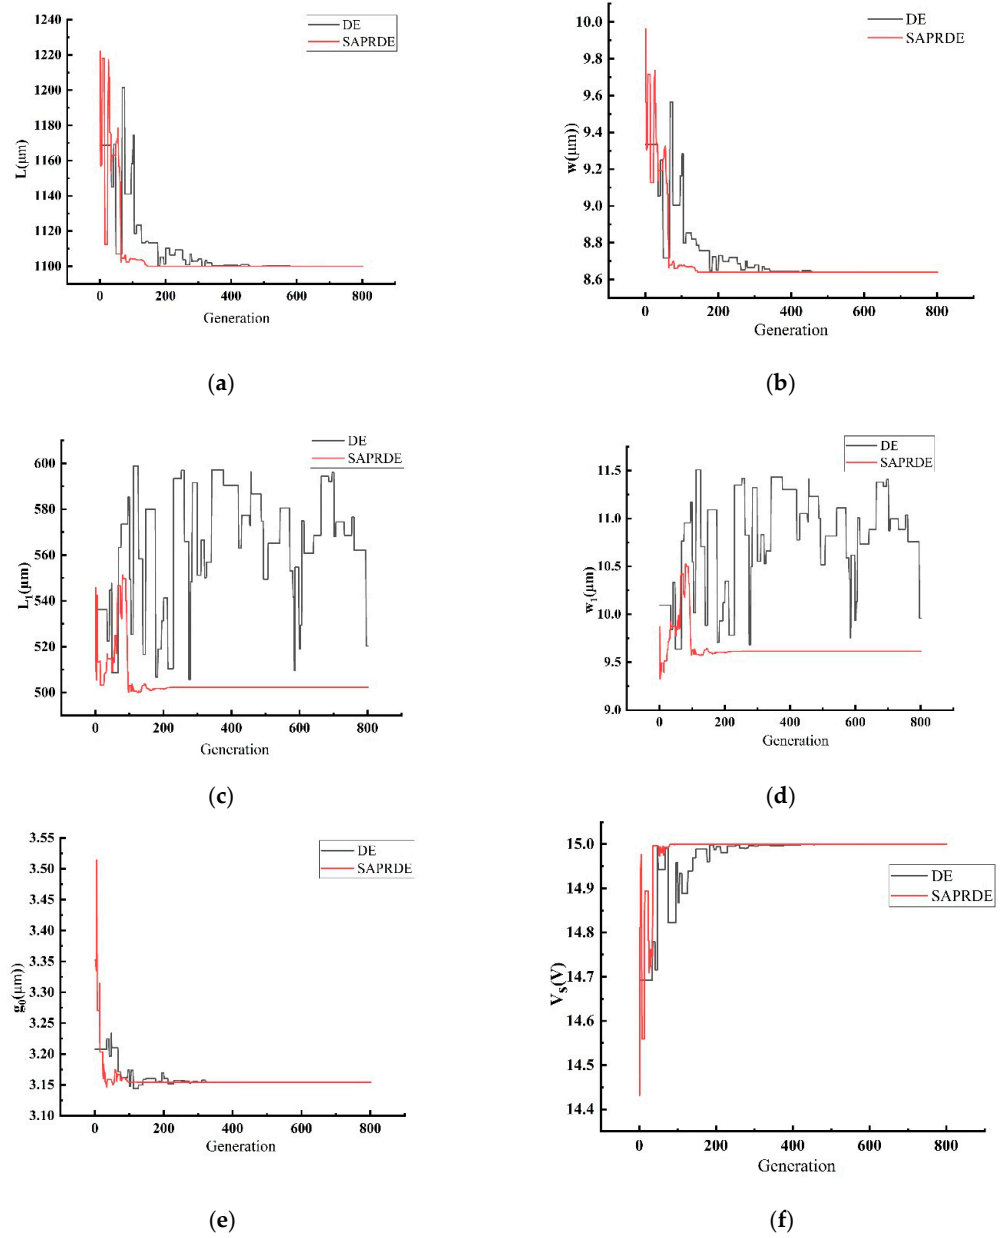 1240
1220
1200
1180
1160
1140
1120
1100
L(μm)
DE
SAPRDE
0
200
400
600
800
Generation
(a)
10.0
9.8
9.6
9.4
9.2
9.0
8.8
8.6
w(μm))
DE
SAPRDE
0
200
400
600
800
Generation
(b)
600
580
560
540
520
500
L1(μm)
DE
SAPRDE
0
200
400
600
800
Generation
(c)
11.5
11.0
10.5
10.0
9.5
9.0
w1(μm)
DE
SAPRDE
0
200
400
600
800
Generation
(d)
3.55
3.50
3.45
3.40
3.35
3.30
3.25
3.20
3.15
3.10
g0(μm))
DE
SAPRDE
0
200
400
600
800
Generation
(e)
15.0
14.9
14.8
14.7
14.6
14.5
14.4
VS(V)
DE
SAPRDE
0
200
400
600
800
Generation
(f)